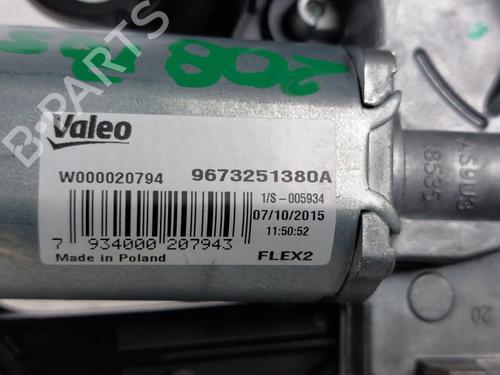 208
B-PARTS
Valeo
W000020794 9673251380A
1/S -005934
07/10/2015
11:50:52
7 934000 207943
Made in Poland FLEX2
20